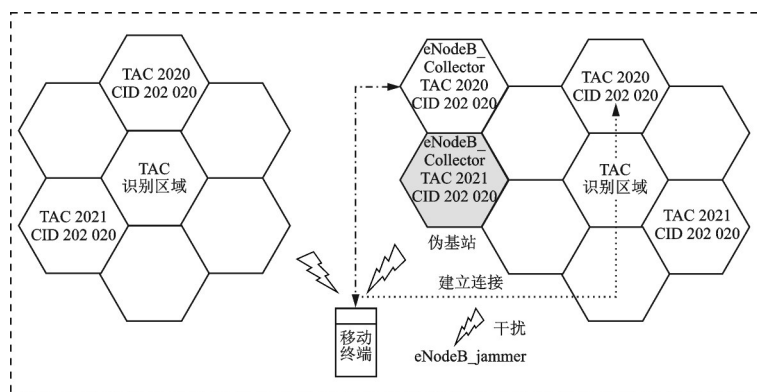 TAC 2020
CID 202 020
TAC
识别区域
TAC 2021
CID 202 020
eNodeB_
Collector
TAC 2020
CID 202 020
eNodeB_
Collector
TAC 2021
CID 202 020
伪基站
TAC 2020
CID 202 020
TAC
识别区域
TAC 2021
CID 202 020
建立连接
移动
终端
干扰
eNodeB_jammer